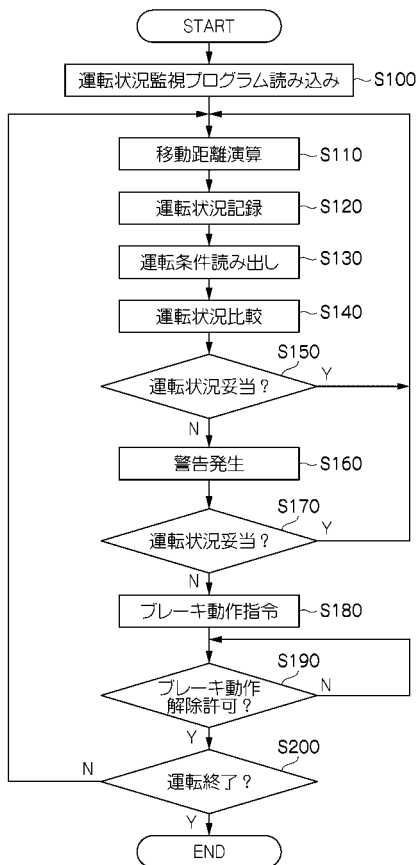 START
運転状況監視プログラム読み込み S100
移動距離演算 S110
運転状況記録 S120
運転条件読み出し S130
運転状況比較 S140
S150
運転状況妥当? Y
N
警告発生 S160
S170
運転状況妥当? Y
N
ブレーキ動作指令 S180
S190
ブレーキ動作 N
解除許可?
Y
S200
N 運転終了?
Y
END